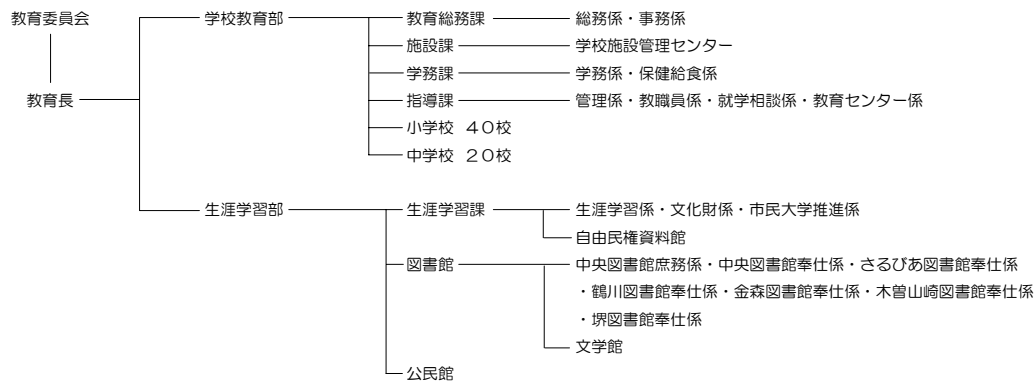 教育委員会 学校教育部 教育総務課 総務係・事務係
施設課 学校施設管理センター
学務課 学務係・保健給食係
教育長 指導課 管理係・教職員係・就学相談係・教育センター係
小学校 40校
中学校 20校
生涯学習部 生涯学習課 生涯学習係・文化財係・市民大学推進係
自由民権資料館
図書館 中央図書館庶務係・中央図書館奉仕係・さるびあ図書館奉仕係
・鶴川図書館奉仕係・金森図書館奉仕係・木曽山崎図書館奉仕係
・堺図書館奉仕係
文学館
公民館